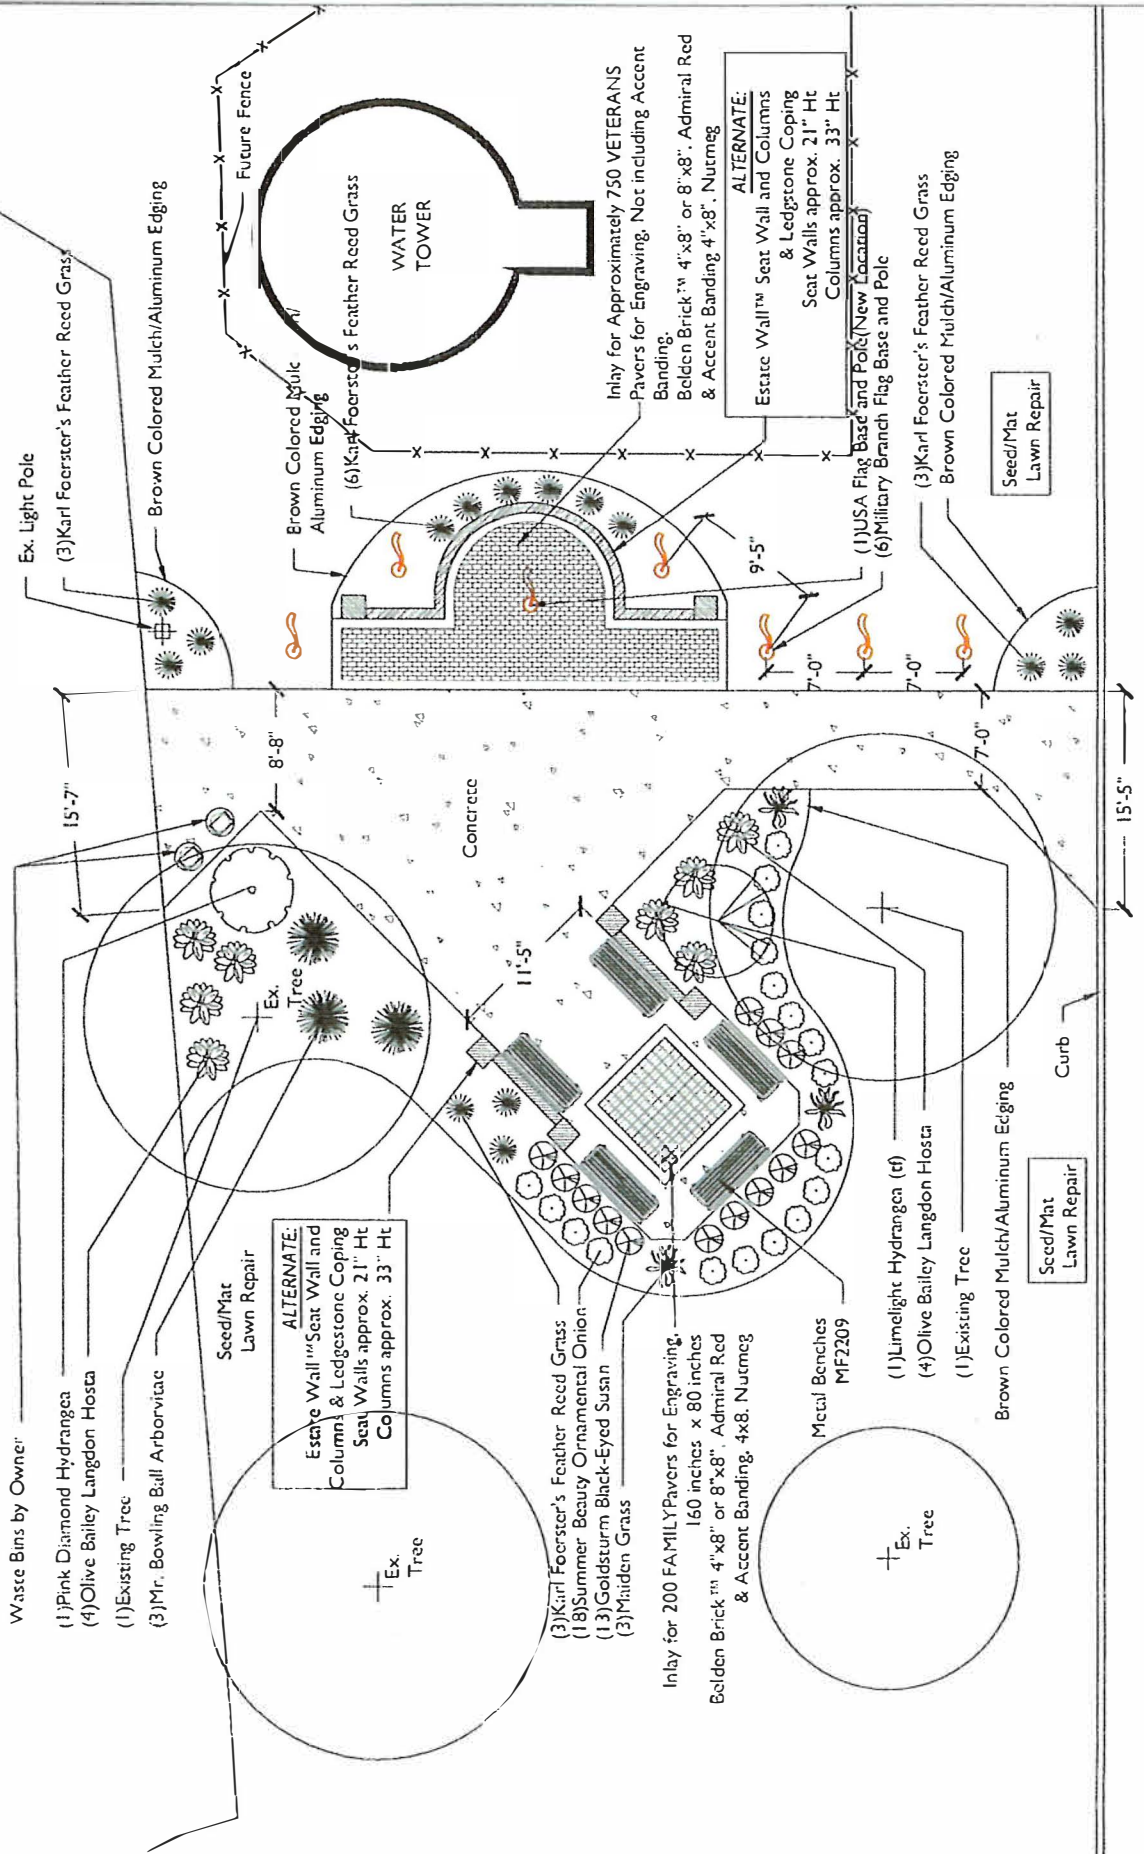 Waste Bins by Owner
(1)Pink Diamond Hydrangea
(4)Olive Bailey Langdon Hosta
(1)Existing Tree
(3)Mr. Bowling Ball Arborvitae
15'-7"
Ex. Light Pole
(3)Karl Foerster's Feather Reed Grass
Brown Colored Mulch/Aluminum Edging
Future Fence
8'-8"
Ex.
Tree
Seed/Mat
Lawn Repair
ALTERNATE:
Estate Wall™Seat Wall and
Columns & Ledgestone Coping
Seat Walls approx. 21" Ht
Columns approx. 33" Ht
Ex.
Tree
Brown Colored Mulc
Aluminum Edging
(6)Karl Foerster's Feather Reed Grass
WATER
TOWER
Concrete
11'-5"
(3)Karl Foerster's Feather Reed Grass
(18)Summer Beauty Ornamental Onion
(13)Goldsturm Black-Eyed Susan
(3)Maiden Grass
Inlay for 200 FAMILYPavers for Engraving,
160 inches x 80 inches
Belden Brick™ 4"x8" or 8"x8", Admiral Red
& Accent Banding, 4x8, Nutmeg
Inlay for Approximately 750 VETERANS
Pavers for Engraving, Not including Accent
Banding.
Belden Brick™ 4"x8" or 8"x8", Admiral Red
& Accent Banding 4"x8", Nutmeg
ALTERNATE:
Estate Wall™ Seat Wall and Columns
& Ledgstone Coping
Seat Walls approx. 21" Ht
Columns approx. 33" Ht
9'-5"
7'-0"
7'-0"
(1)USA Flag Base and Pole(New Location)
(6)Military Branch Flag Base and Pole
Metal Benches
MF2209
(1)Limelight Hydrangea (tf)
(4)Olive Bailey Langdon Hosta
(1)Existing Tree
Brown Colored Mulch/Aluminum Edging
Ex.
Tree
(3)Karl Foerster's Feather Reed Grass
Brown Colored Mulch/Aluminum Edging
Seed/Mat
Lawn Repair
7'-0"
Seed/Mat
Lawn Repair
Curb
15'-5"